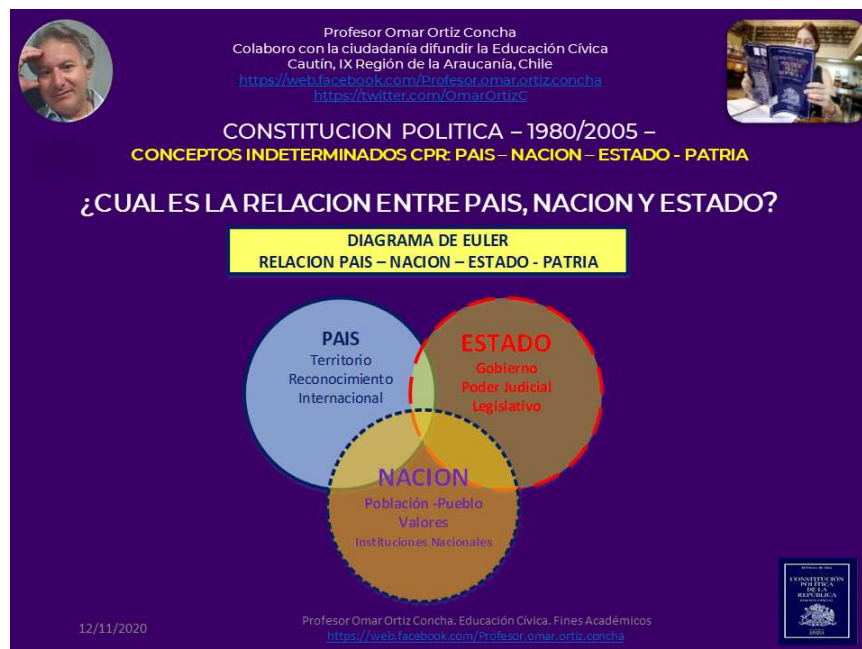 Profesor Omar Ortiz Concha
Colaboro con la ciudadanía difundir la Educación Cívica
Cautín, IX Región de la Araucanía, Chile
https://web.facebook.com/Profesor.omar.ortiz.concha
https://twitter.com/OmarOrtizC
CONSTITUCION POLITICA – 1980/2005 –
CONCEPTOS INDETERMINADOS CPR: PAIS – NACION – ESTADO - PATRIA
¿CUAL ES LA RELACION ENTRE PAIS, NACION Y ESTADO?
DIAGRAMA DE EULER
RELACION PAIS – NACION – ESTADO - PATRIA
PAIS
Territorio
Reconocimiento
Internacional
ESTADO
Gobierno
Poder Judicial
Legislativo
NACION
Población -Pueblo
Valores
Instituciones Nacionales
12/11/2020
Profesor Omar Ortiz Concha. Educación Cívica. Fines Académicos
https://web.facebook.com/Profesor.omar.ortiz.concha
CONSTITUCIÓN
POLÍTICA
DE LA
REPÚBLICA